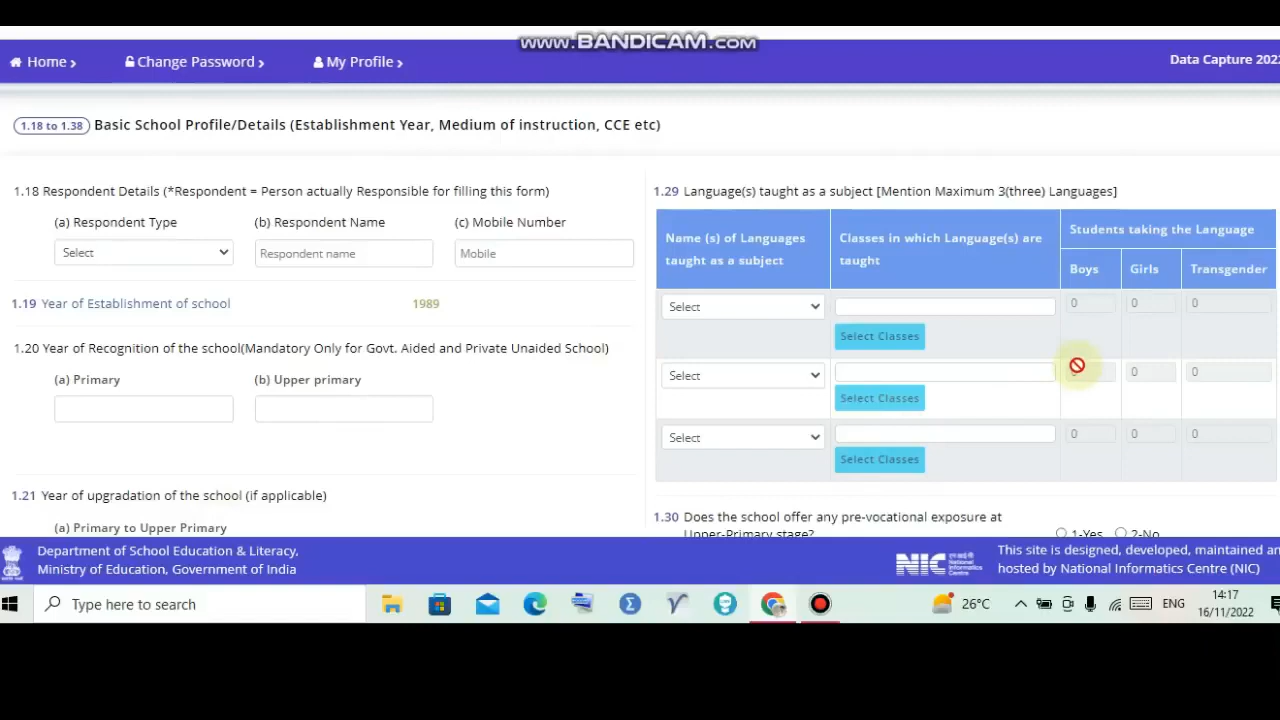 www.BANDICAM.com
Home
Change Password
My Profile
Data Capture 202
1.18 to 1.38 Basic School Profile/Details (Establishment Year, Medium of instruction, CCE etc)
1.18 Respondent Details (*Respondent = Person actually Responsible for filling this form)
(a) Respondent Type (b) Respondent Name (c) Mobile Number
Select Respondent name Mobile
1.19 Year of Establishment of school 1989
1.20 Year of Recognition of the school(Mandatory Only for Govt. Aided and Private Unaided School)
(a) Primary (b) Upper primary
1.21 Year of upgradation of the school (if applicable)
(a) Primary to Upper Primary
1.29 Language(s) taught as a subject [Mention Maximum 3(three) Languages]
Name (s) of Languages
taught as a subject
Classes in which Language(s) are
taught
Students taking the Language
Boys Girls Transgender
Select 0 0 0
Select Classes
Select 0 0
Select Classes
Select 0 0 0
Select Classes
1.30 Does the school offer any pre-vocational exposure at
Upper-Primary stage? 1-Yes 2-No
Department of School Education & Literacy,
Ministry of Education, Government of India
NIC National
Informatics
Centre
This site is designed, developed, maintained an
hosted by National Informatics Centre (NIC)
Type here to search
26°C
ENG
14:17
16/11/2022